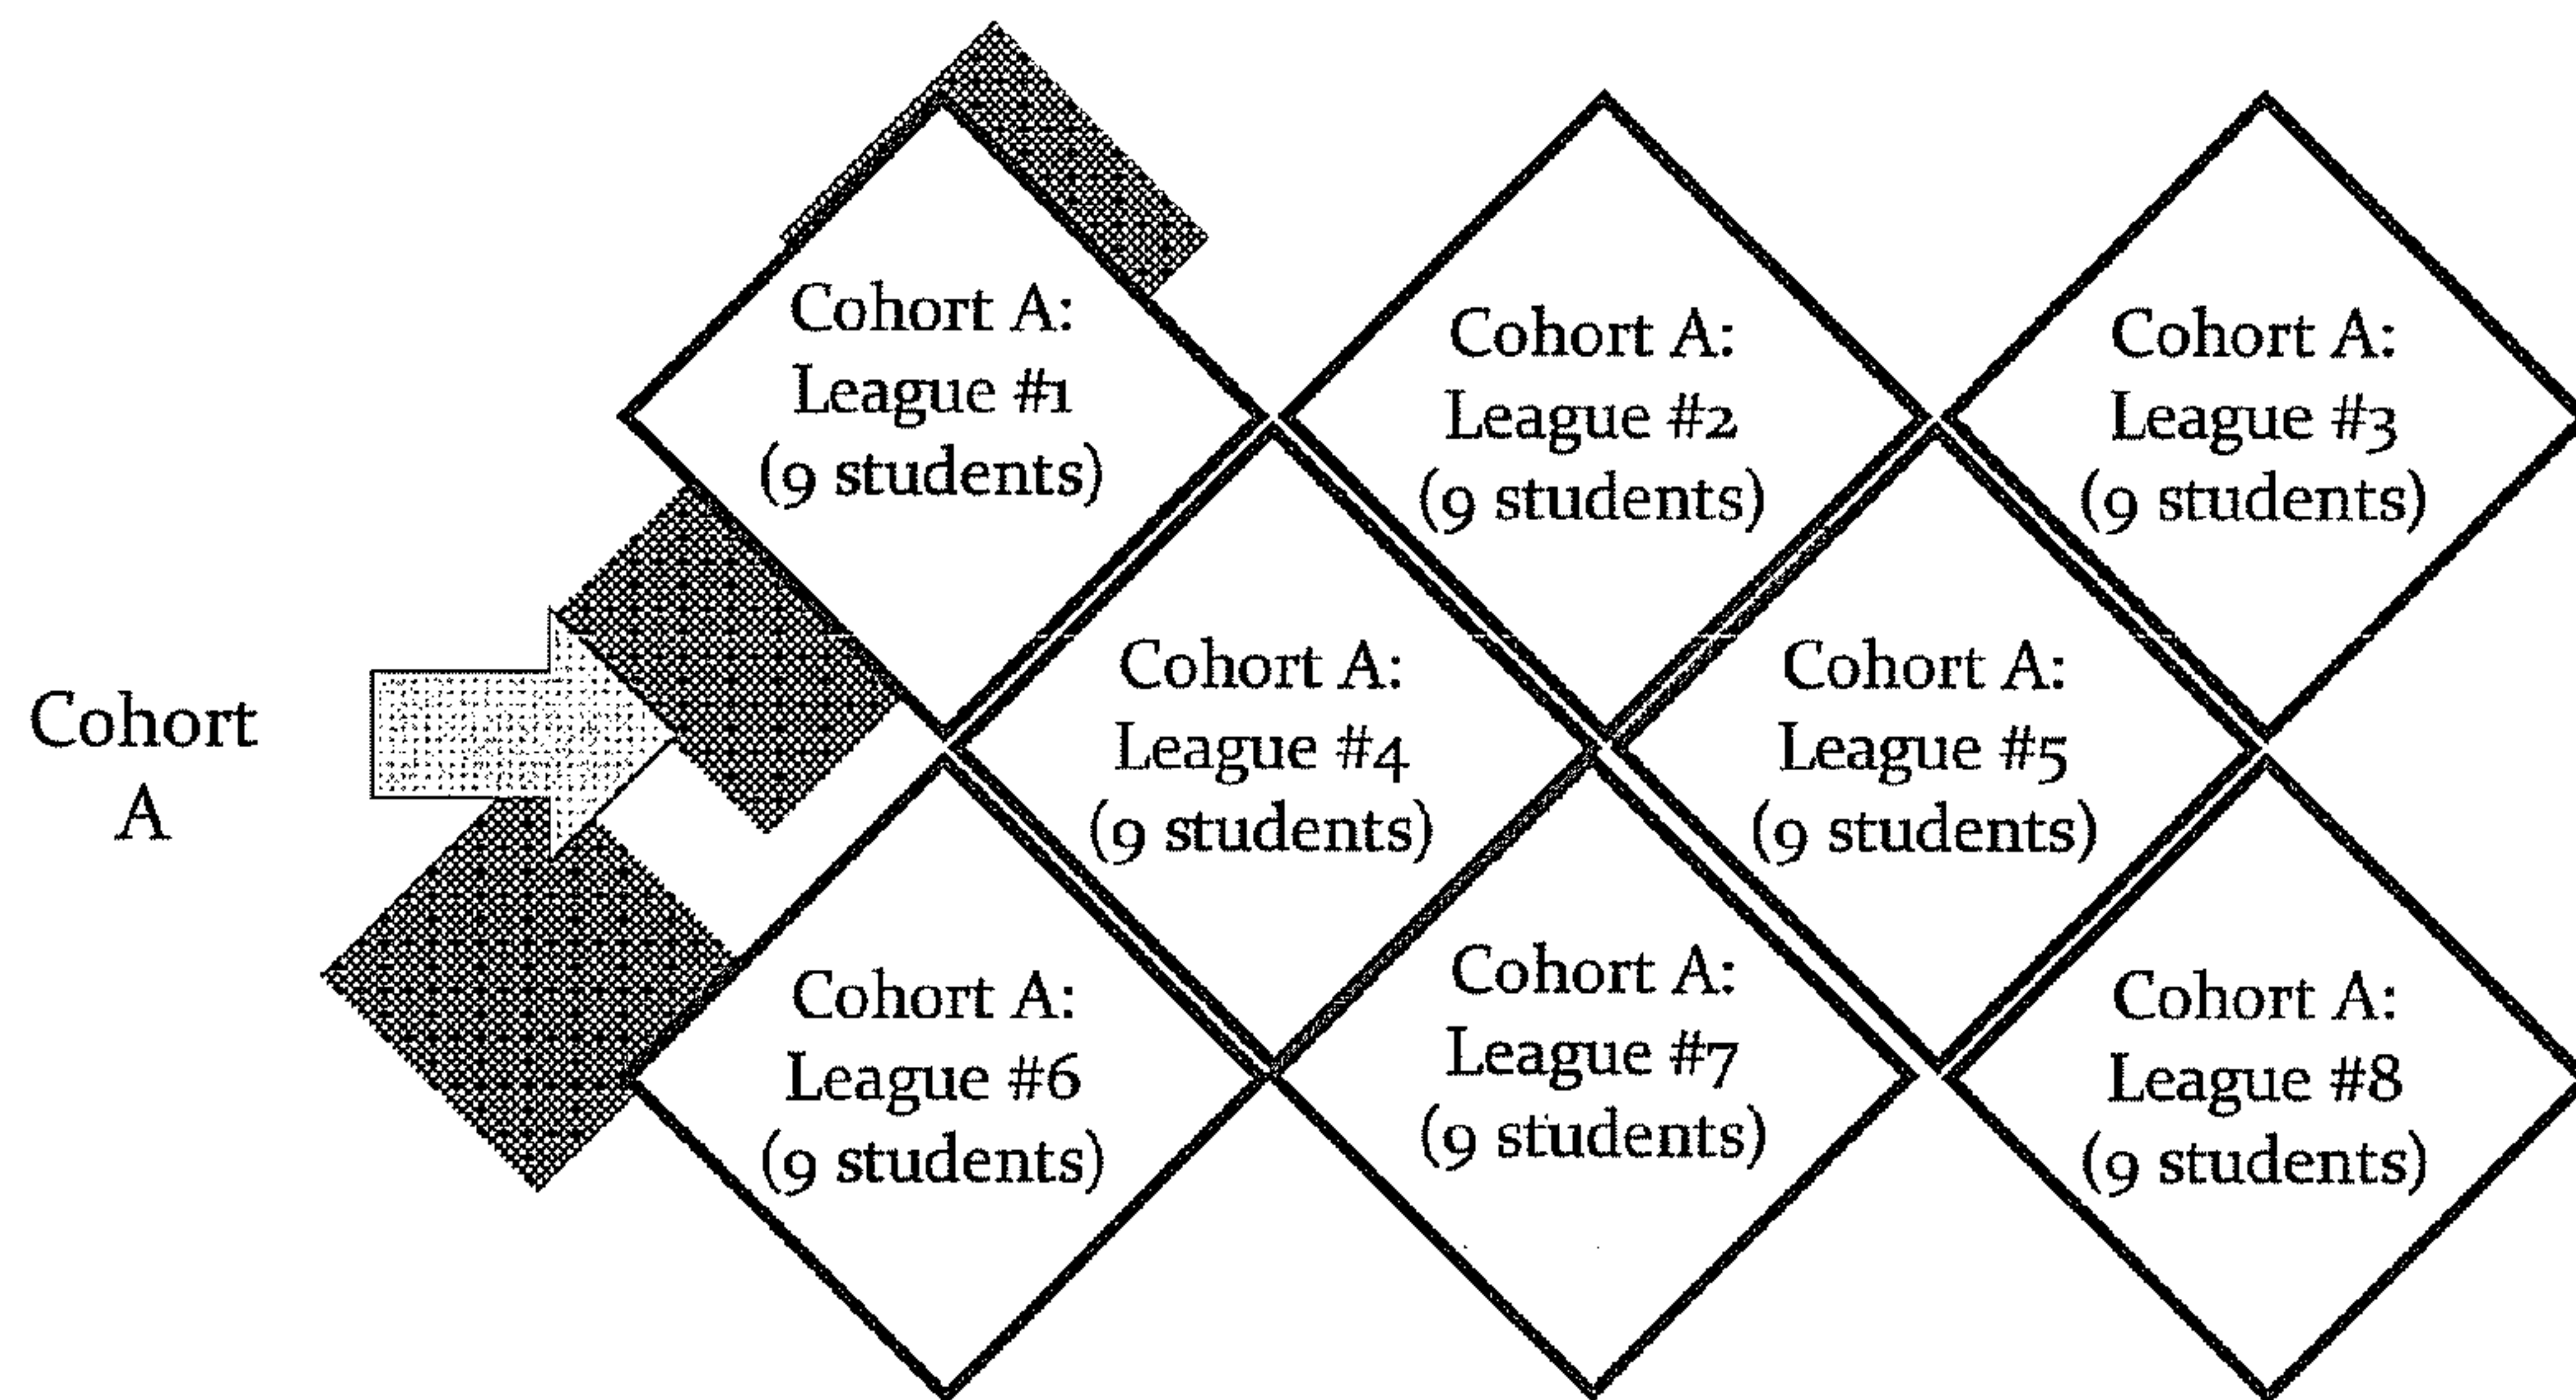 Cohort A:
League #1
(9 students)
Cohort A:
League #2
(9 students)
Cohort A:
League #3
(9 students)
Cohort
A
Cohort A:
League #4
(9 students)
Cohort A:
League #5
(9 students)
Cohort A:
League #6
(9 students)
Cohort A:
League #7
(9 students)
Cohort A:
League #8
(9 students)